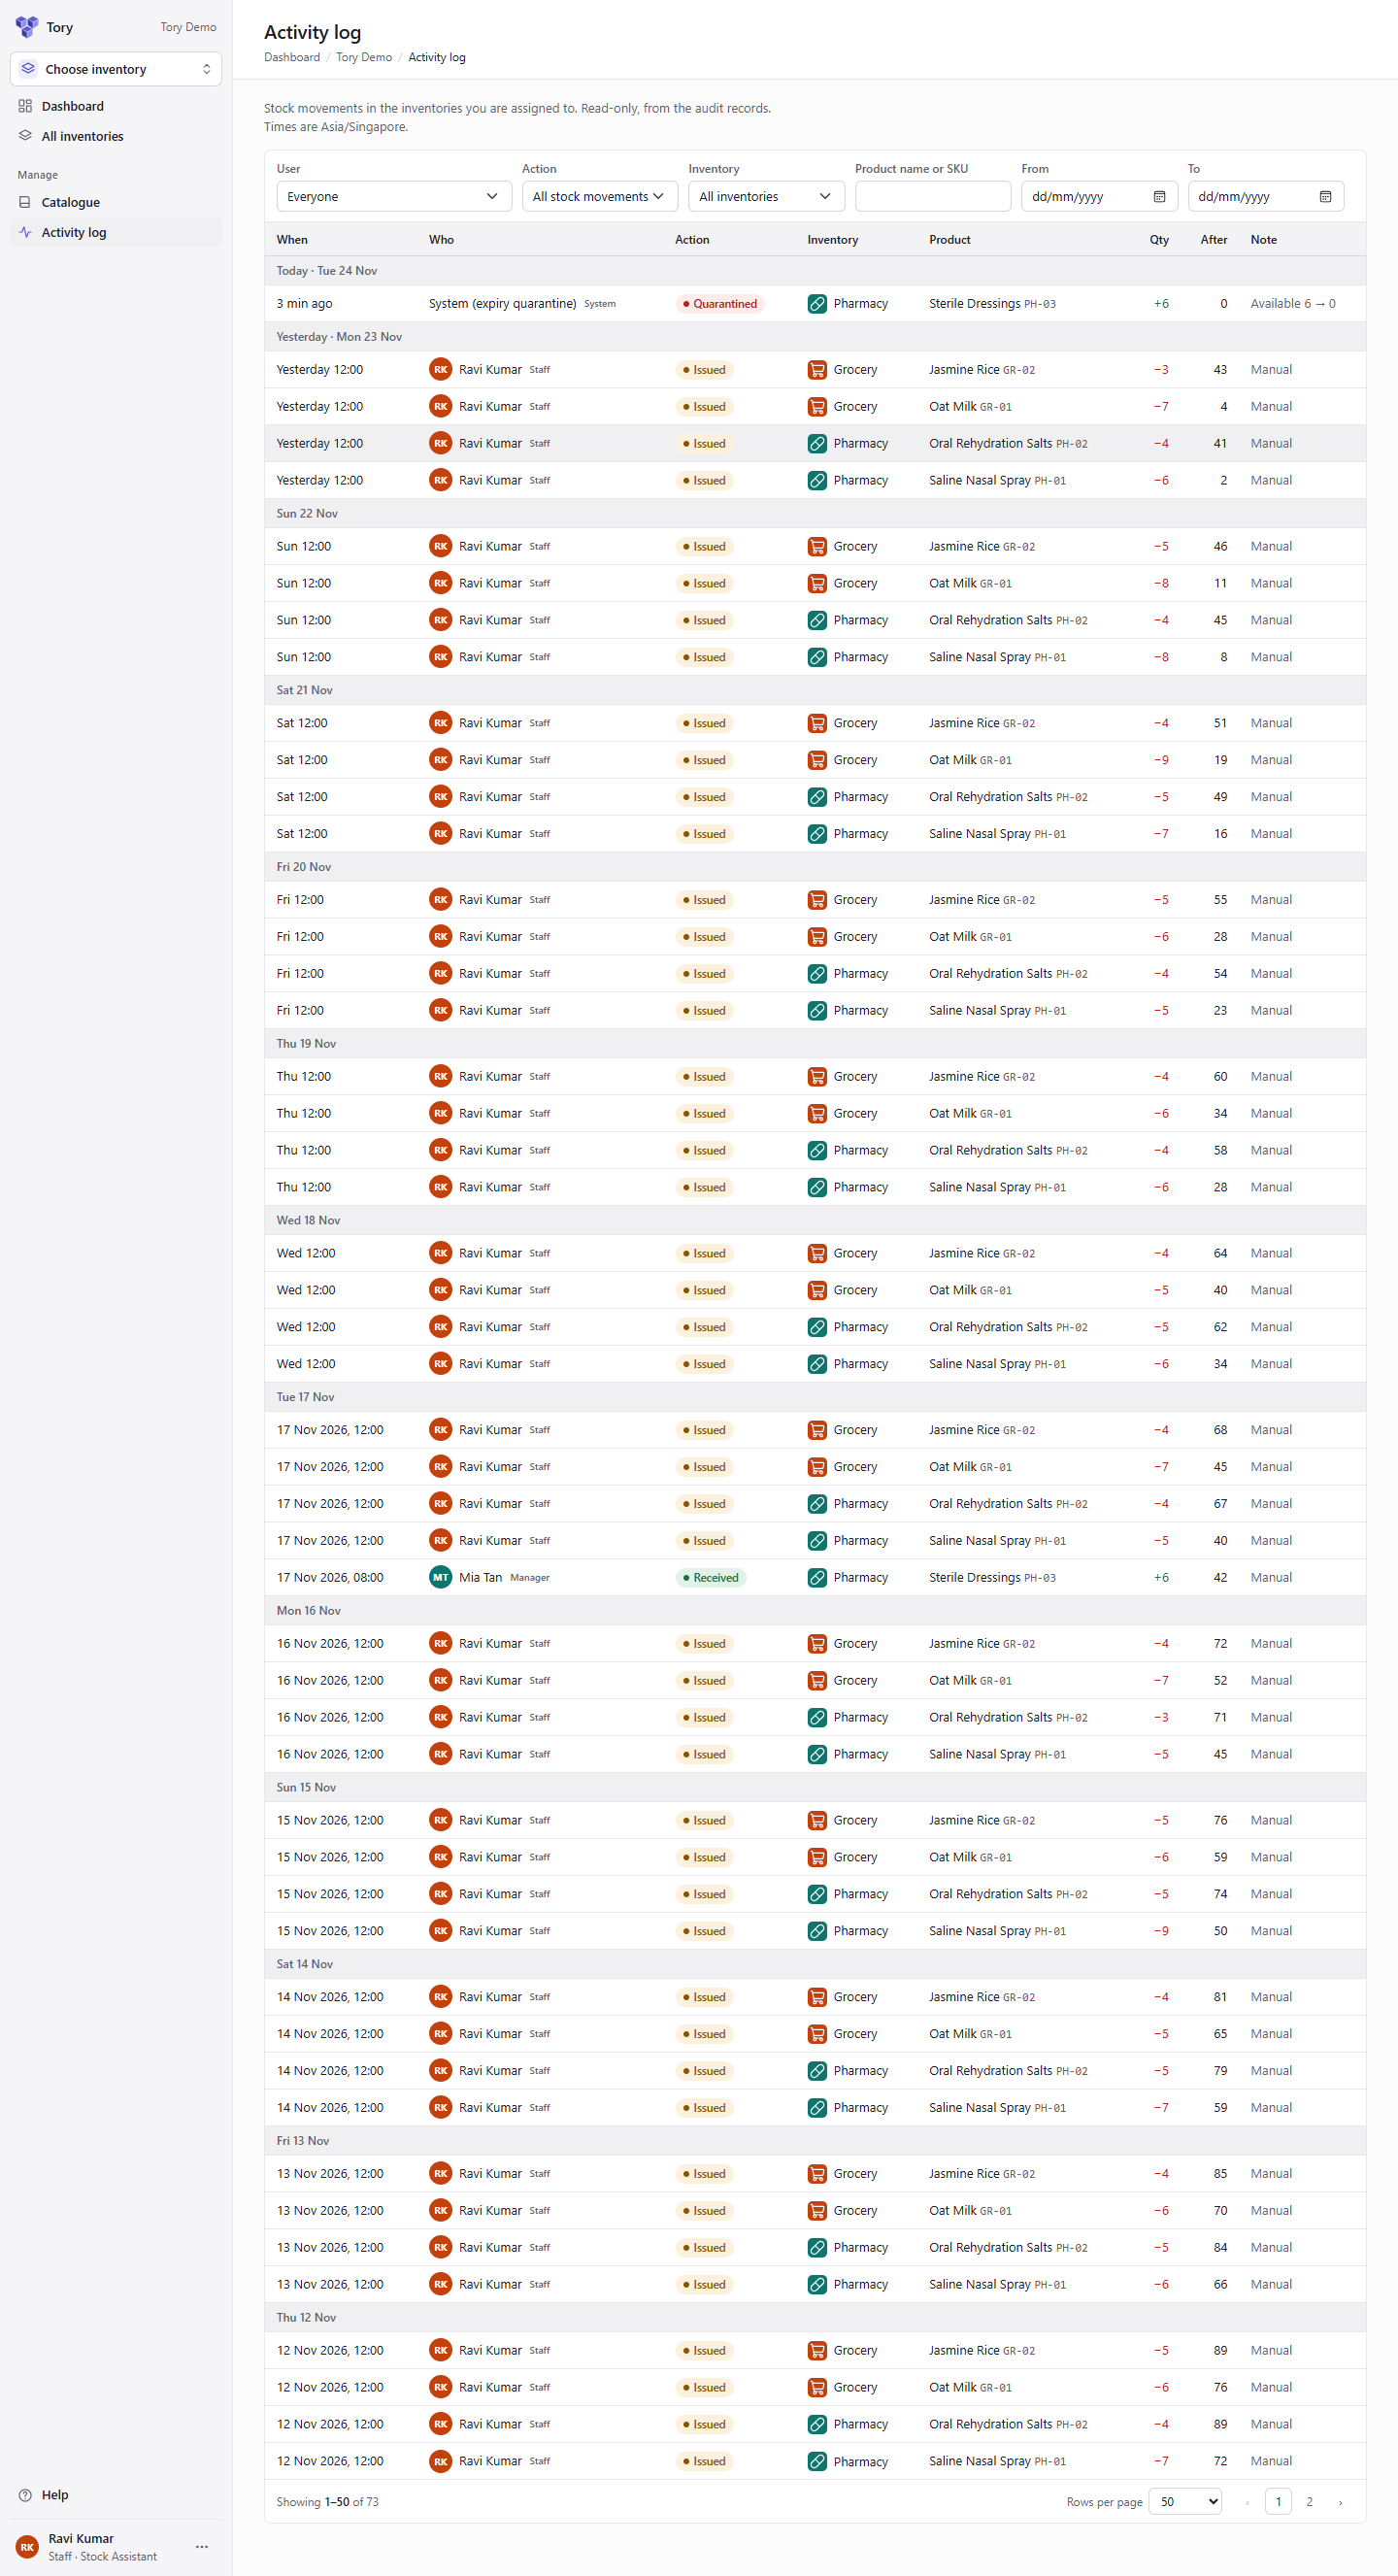 Tory Tory Demo
Choose inventory
Dashboard
All inventories
Manage
Catalogue
Activity log
Activity log
Dashboard / Tory Demo / Activity log
Stock movements in the inventories you are assigned to. Read-only, from the audit records.
Times are Asia/Singapore.
User Action Inventory Product name or SKU From To
Everyone All stock movements All inventories dd/mm/yyyy dd/mm/yyyy
When Who Action Inventory Product Qty After Note
Today · Tue 24 Nov
3 min ago System (expiry quarantine) System Quarantined Pharmacy Sterile Dressings PH-03 +6 0 Available 6 → 0
Yesterday · Mon 23 Nov
Yesterday 12:00 RK Ravi Kumar Staff Issued Grocery Jasmine Rice GR-02 −3 43 Manual
Yesterday 12:00 RK Ravi Kumar Staff Issued Grocery Oat Milk GR-01 −7 4 Manual
Yesterday 12:00 RK Ravi Kumar Staff Issued Pharmacy Oral Rehydration Salts PH-02 −4 41 Manual
Yesterday 12:00 RK Ravi Kumar Staff Issued Pharmacy Saline Nasal Spray PH-01 −6 2 Manual
Sun 22 Nov
Sun 12:00 RK Ravi Kumar Staff Issued Grocery Jasmine Rice GR-02 −5 46 Manual
Sun 12:00 RK Ravi Kumar Staff Issued Grocery Oat Milk GR-01 −8 11 Manual
Sun 12:00 RK Ravi Kumar Staff Issued Pharmacy Oral Rehydration Salts PH-02 −4 45 Manual
Sun 12:00 RK Ravi Kumar Staff Issued Pharmacy Saline Nasal Spray PH-01 −8 8 Manual
Sat 21 Nov
Sat 12:00 RK Ravi Kumar Staff Issued Grocery Jasmine Rice GR-02 −4 51 Manual
Sat 12:00 RK Ravi Kumar Staff Issued Grocery Oat Milk GR-01 −9 19 Manual
Sat 12:00 RK Ravi Kumar Staff Issued Pharmacy Oral Rehydration Salts PH-02 −5 49 Manual
Sat 12:00 RK Ravi Kumar Staff Issued Pharmacy Saline Nasal Spray PH-01 −7 16 Manual
Fri 20 Nov
Fri 12:00 RK Ravi Kumar Staff Issued Grocery Jasmine Rice GR-02 −5 55 Manual
Fri 12:00 RK Ravi Kumar Staff Issued Grocery Oat Milk GR-01 −6 28 Manual
Fri 12:00 RK Ravi Kumar Staff Issued Pharmacy Oral Rehydration Salts PH-02 −4 54 Manual
Fri 12:00 RK Ravi Kumar Staff Issued Pharmacy Saline Nasal Spray PH-01 −5 23 Manual
Thu 19 Nov
Thu 12:00 RK Ravi Kumar Staff Issued Grocery Jasmine Rice GR-02 −4 60 Manual
Thu 12:00 RK Ravi Kumar Staff Issued Grocery Oat Milk GR-01 −6 34 Manual
Thu 12:00 RK Ravi Kumar Staff Issued Pharmacy Oral Rehydration Salts PH-02 −4 58 Manual
Thu 12:00 RK Ravi Kumar Staff Issued Pharmacy Saline Nasal Spray PH-01 −6 28 Manual
Wed 18 Nov
Wed 12:00 RK Ravi Kumar Staff Issued Grocery Jasmine Rice GR-02 −4 64 Manual
Wed 12:00 RK Ravi Kumar Staff Issued Grocery Oat Milk GR-01 −5 40 Manual
Wed 12:00 RK Ravi Kumar Staff Issued Pharmacy Oral Rehydration Salts PH-02 −5 62 Manual
Wed 12:00 RK Ravi Kumar Staff Issued Pharmacy Saline Nasal Spray PH-01 −6 34 Manual
Tue 17 Nov
17 Nov 2026, 12:00 RK Ravi Kumar Staff Issued Grocery Jasmine Rice GR-02 −4 68 Manual
17 Nov 2026, 12:00 RK Ravi Kumar Staff Issued Grocery Oat Milk GR-01 −7 45 Manual
17 Nov 2026, 12:00 RK Ravi Kumar Staff Issued Pharmacy Oral Rehydration Salts PH-02 −4 67 Manual
17 Nov 2026, 12:00 RK Ravi Kumar Staff Issued Pharmacy Saline Nasal Spray PH-01 −5 40 Manual
17 Nov 2026, 08:00 MT Mia Tan Manager Received Pharmacy Sterile Dressings PH-03 +6 42 Manual
Mon 16 Nov
16 Nov 2026, 12:00 RK Ravi Kumar Staff Issued Grocery Jasmine Rice GR-02 −4 72 Manual
16 Nov 2026, 12:00 RK Ravi Kumar Staff Issued Grocery Oat Milk GR-01 −7 52 Manual
16 Nov 2026, 12:00 RK Ravi Kumar Staff Issued Pharmacy Oral Rehydration Salts PH-02 −3 71 Manual
16 Nov 2026, 12:00 RK Ravi Kumar Staff Issued Pharmacy Saline Nasal Spray PH-01 −5 45 Manual
Sun 15 Nov
15 Nov 2026, 12:00 RK Ravi Kumar Staff Issued Grocery Jasmine Rice GR-02 −5 76 Manual
15 Nov 2026, 12:00 RK Ravi Kumar Staff Issued Grocery Oat Milk GR-01 −6 59 Manual
15 Nov 2026, 12:00 RK Ravi Kumar Staff Issued Pharmacy Oral Rehydration Salts PH-02 −5 74 Manual
15 Nov 2026, 12:00 RK Ravi Kumar Staff Issued Pharmacy Saline Nasal Spray PH-01 −9 50 Manual
Sat 14 Nov
14 Nov 2026, 12:00 RK Ravi Kumar Staff Issued Grocery Jasmine Rice GR-02 −4 81 Manual
14 Nov 2026, 12:00 RK Ravi Kumar Staff Issued Grocery Oat Milk GR-01 −5 65 Manual
14 Nov 2026, 12:00 RK Ravi Kumar Staff Issued Pharmacy Oral Rehydration Salts PH-02 −5 79 Manual
14 Nov 2026, 12:00 RK Ravi Kumar Staff Issued Pharmacy Saline Nasal Spray PH-01 −7 59 Manual
Fri 13 Nov
13 Nov 2026, 12:00 RK Ravi Kumar Staff Issued Grocery Jasmine Rice GR-02 −4 85 Manual
13 Nov 2026, 12:00 RK Ravi Kumar Staff Issued Grocery Oat Milk GR-01 −6 70 Manual
13 Nov 2026, 12:00 RK Ravi Kumar Staff Issued Pharmacy Oral Rehydration Salts PH-02 −5 84 Manual
13 Nov 2026, 12:00 RK Ravi Kumar Staff Issued Pharmacy Saline Nasal Spray PH-01 −6 66 Manual
Thu 12 Nov
12 Nov 2026, 12:00 RK Ravi Kumar Staff Issued Grocery Jasmine Rice GR-02 −5 89 Manual
12 Nov 2026, 12:00 RK Ravi Kumar Staff Issued Grocery Oat Milk GR-01 −6 76 Manual
12 Nov 2026, 12:00 RK Ravi Kumar Staff Issued Pharmacy Oral Rehydration Salts PH-02 −4 89 Manual
12 Nov 2026, 12:00 RK Ravi Kumar Staff Issued Pharmacy Saline Nasal Spray PH-01 −7 72 Manual
Showing 1–50 of 73 Rows per page 50 ‹ 1 2 ›
Help
RK Ravi Kumar
Staff · Stock Assistant